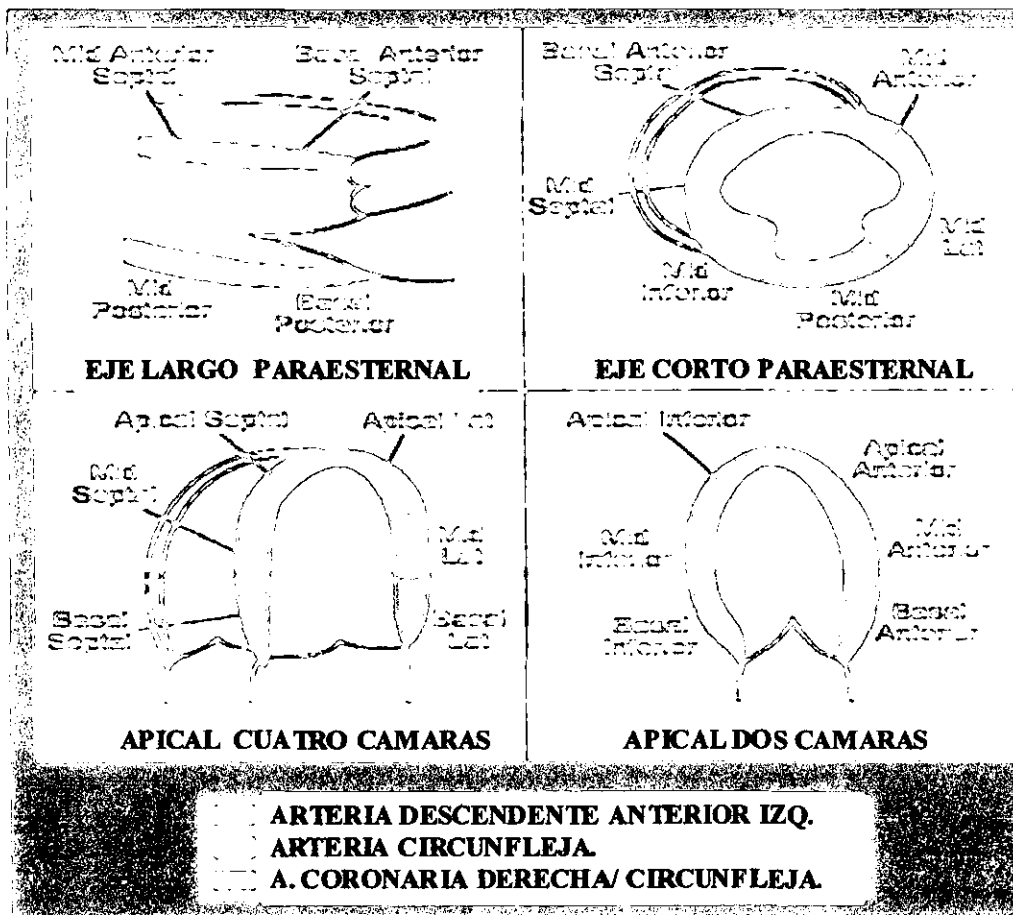 Mid Anterior
Septal
Basal Anterior
Septal
Mid
Posterior
Basal
Posterior
EJE LARGO PARAESTERNAL
Basal Anterior
Septal
Mid
Anterior
Mid
Septal
Mid
Lat
Mid
Inferior
Mid
Posterior
EJE CORTO PARAESTERNAL
Apical Septal
Apical Lat
Mid
Septal
Mid
Lat
Basal
Septal
Basal
Lat
APICAL CUATRO CAMARAS
Apical Inferior
Apical
Anterior
Mid
Inferior
Mid
Anterior
Basal
Inferior
Basal
Anterior
APICAL DOS CAMARAS
ARTERIA DESCENDENTE ANTERIOR IZQ.
ARTERIA CIRCUNFLEJA.
A. CORONARIA DERECHA/ CIRCUNFLEJA.